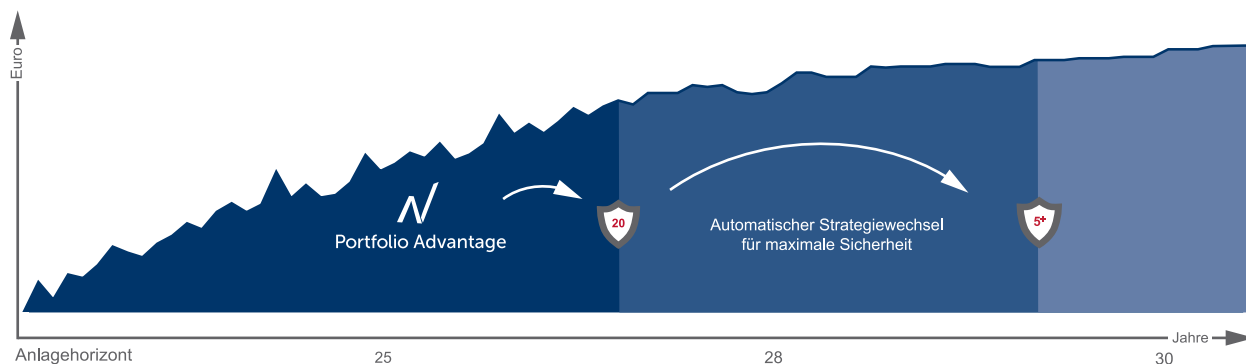 Euro
Portfolio Advantage
20
Automatischer Strategiewechsel
für maximale Sicherheit
5+
Jahre
Anlagehorizont
25
28
30